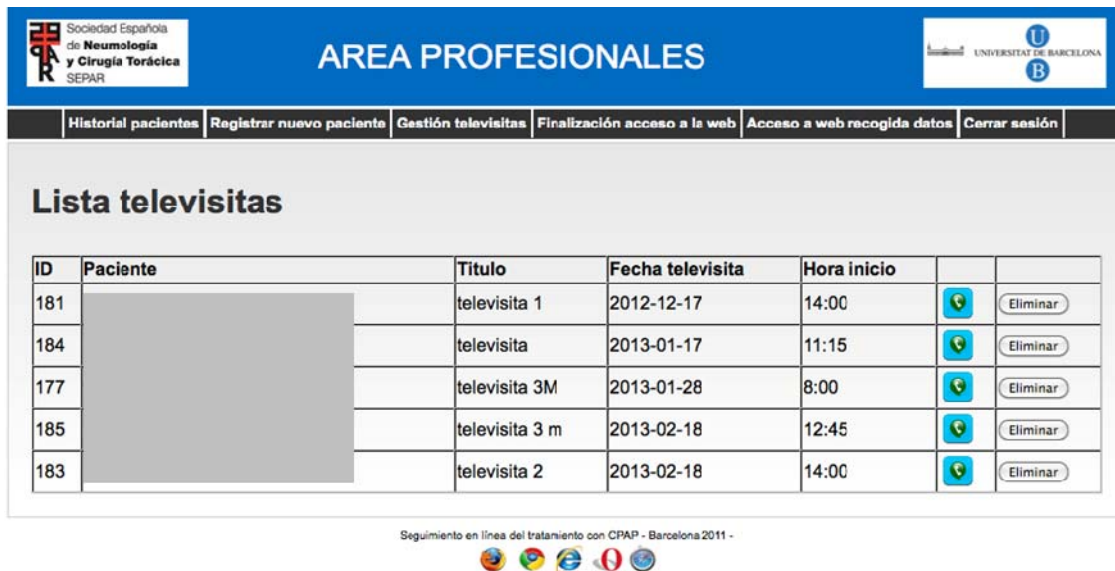 Sociedad Española
de Neumología
y Cirugía Torácica
SEPAR
AREA PROFESIONALES
U
UNIVERSITAT DE BARCELONA
B
Historial pacientes Registrar nuevo paciente Gestión televisitas Finalización acceso a la web Acceso a web recogida datos Cerrar sesión
Lista televisitas
ID Paciente Titulo Fecha televisita Hora inicio
181 televisita 1 2012-12-17 14:00 Eliminar
184 televisita 2013-01-17 11:15 Eliminar
177 televisita 3M 2013-01-28 8:00 Eliminar
185 televisita 3 m 2013-02-18 12:45 Eliminar
183 televisita 2 2013-02-18 14:00 Eliminar
Seguimiento en línea del tratamiento con CPAP - Barcelona 2011 -